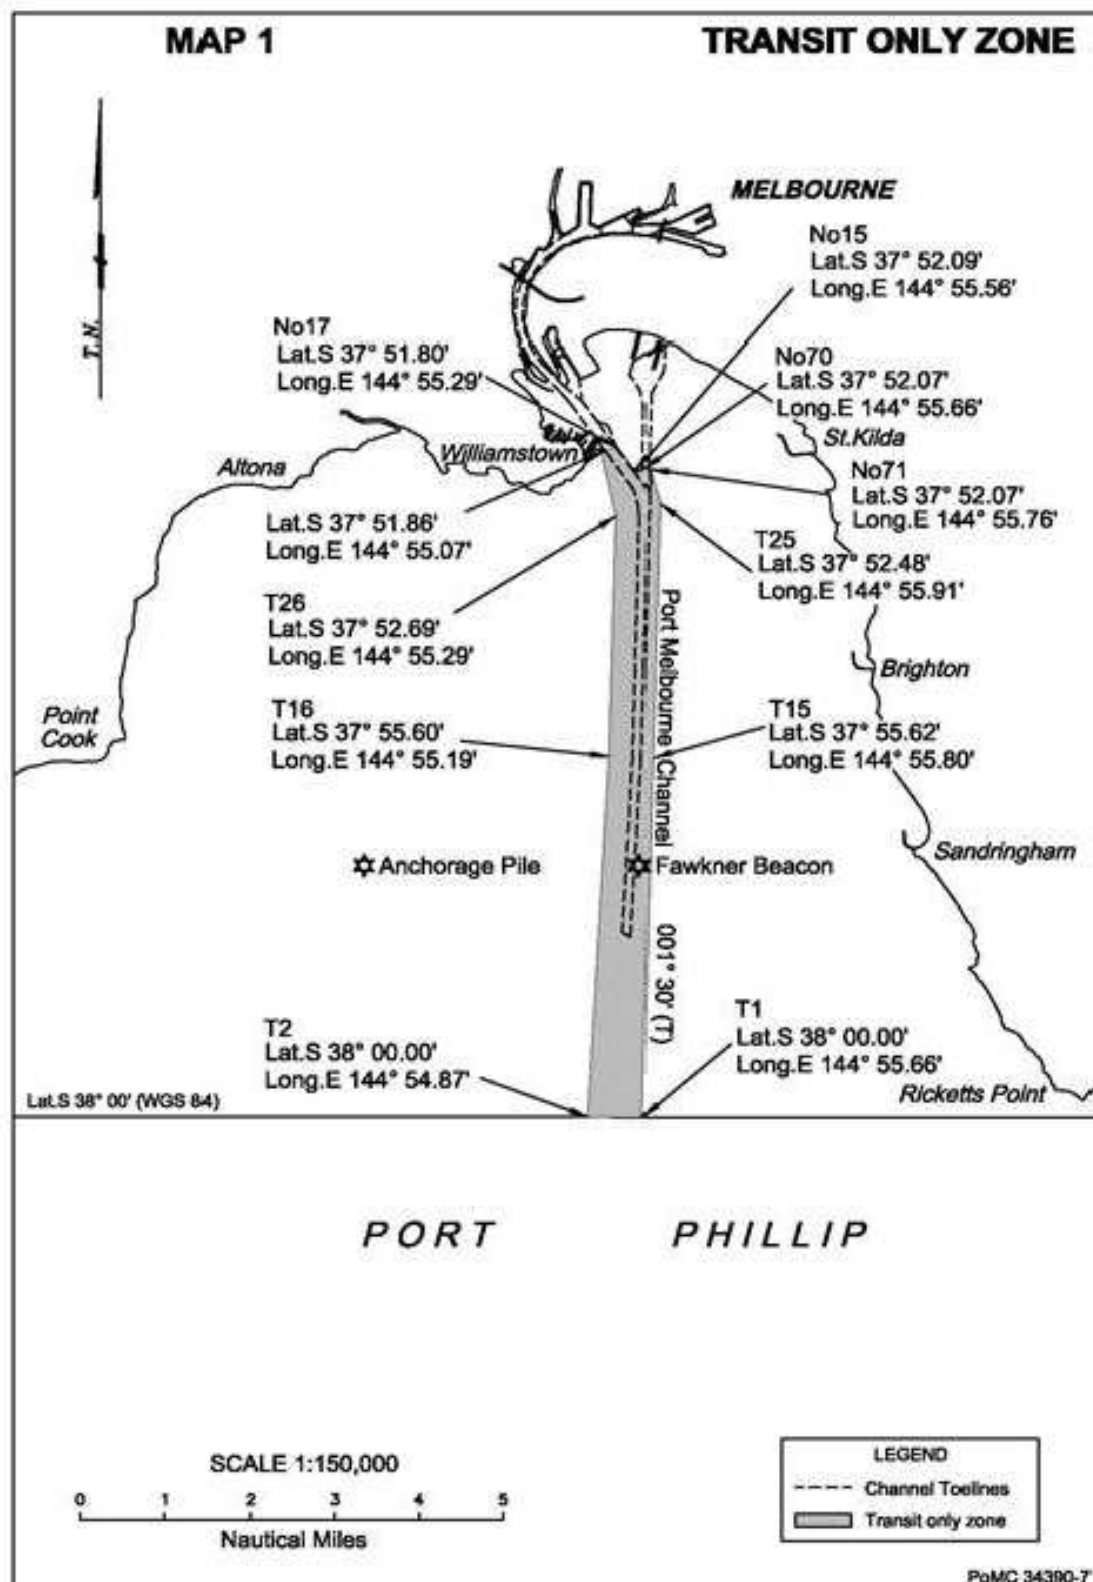 MAP 1
TRANSIT ONLY ZONE
T.N.
MELBOURNE
No15
Lat.S 37° 52.09'
Long.E 144° 55.56'
No17
Lat.S 37° 51.80'
Long.E 144° 55.29'
No70
Lat.S 37° 52.07'
Long.E 144° 55.66'
St.Kilda
Williamstown
Altona
No71
Lat.S 37° 52.07'
Long.E 144° 55.76'
Lat.S 37° 51.86'
Long.E 144° 55.07'
T25
Lat.S 37° 52.48'
Long.E 144° 55.91'
T26
Lat.S 37° 52.69'
Long.E 144° 55.29'
Port Melbourne Channel
Brighton
Point
Cook
T16
Lat.S 37° 55.60'
Long.E 144° 55.19'
T15
Lat.S 37° 55.62'
Long.E 144° 55.80'
Sandringham
Anchorage Pile
Fawkner Beacon
001° 30' (T)
T2
Lat.S 38° 00.00'
Long.E 144° 54.87'
T1
Lat.S 38° 00.00'
Long.E 144° 55.66'
Ricketts Point
Lat.S 38° 00' (WGS 84)
PORT PHILLIP
SCALE 1:150,000
0 1 2 3 4 5
Nautical Miles
LEGEND
Channel Toelines
Transit only zone
PoMC 34390-7